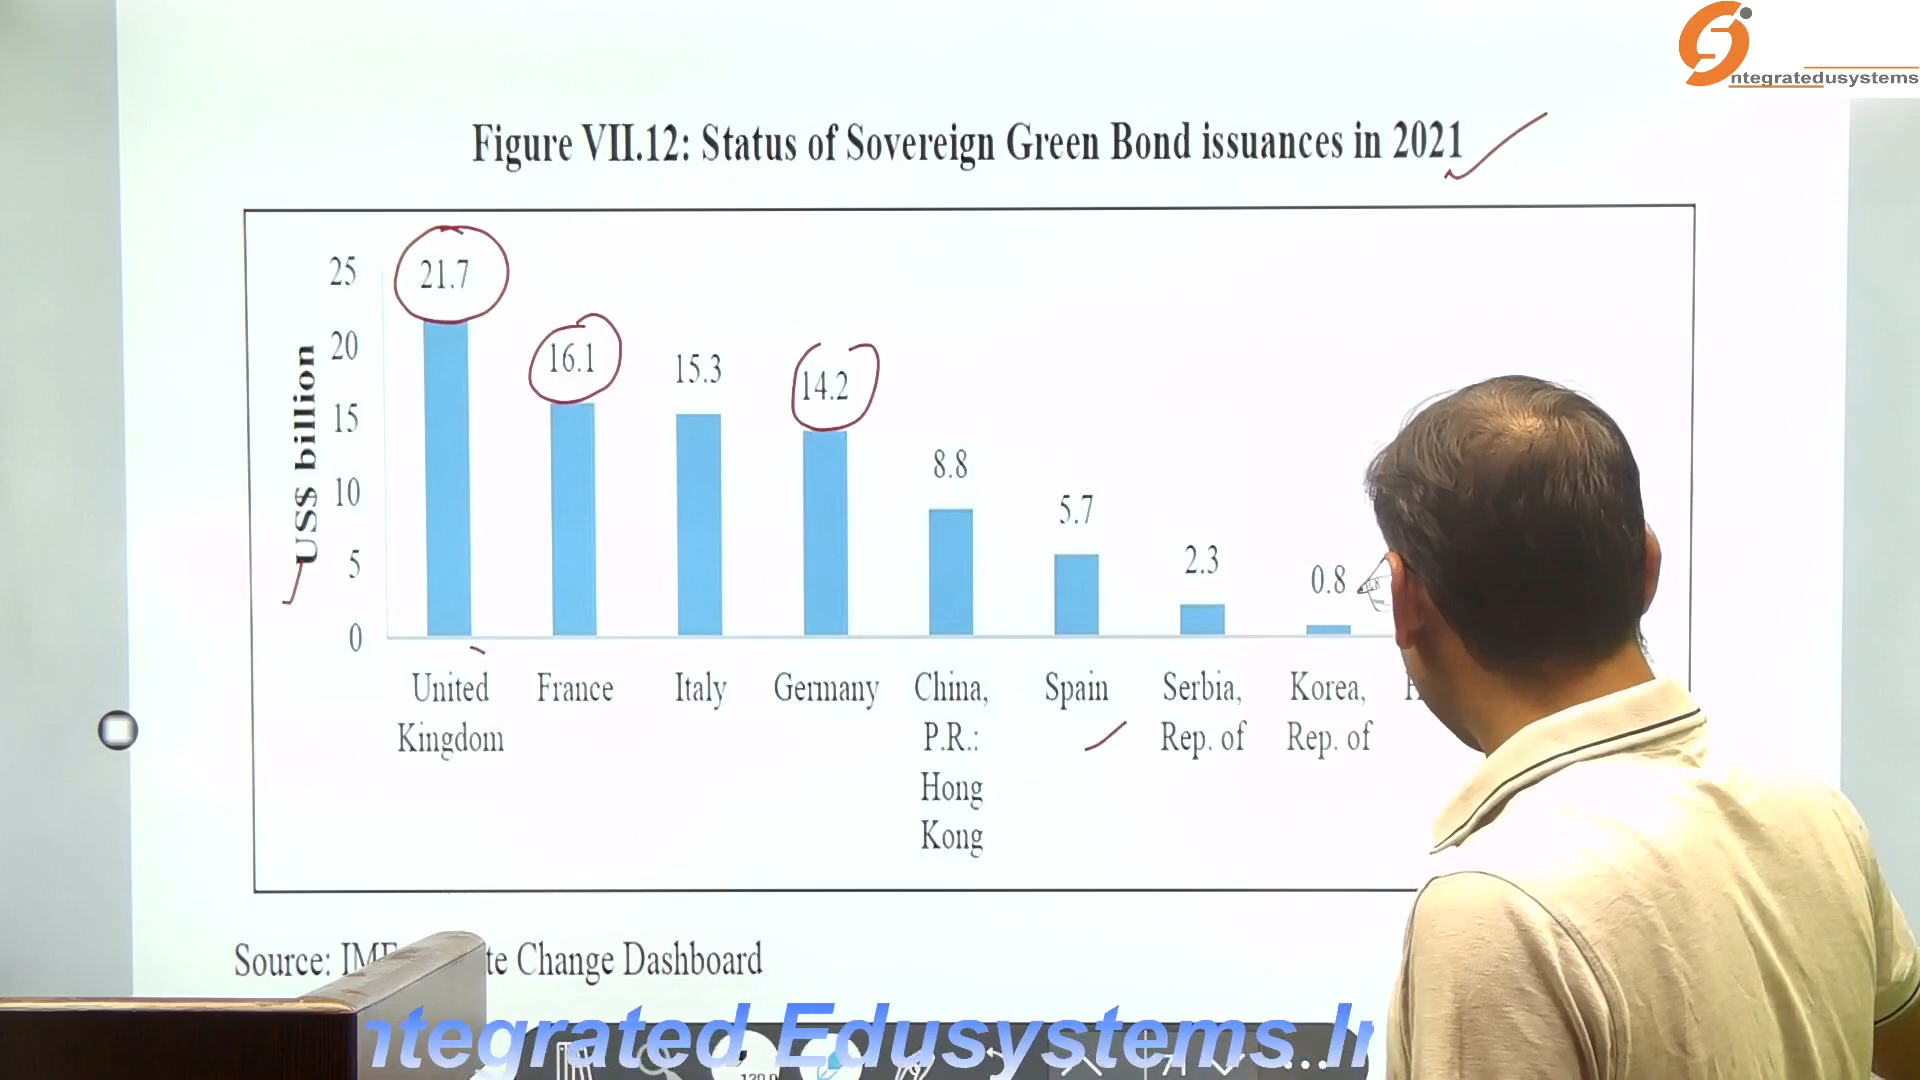 ntegratedusystems
Figure VII.12: Status of Sovereign Green Bond issuances in 2021
US$ billion
25
20
15
10
5
0
21.7
16.1
15.3
14.2
8.8
5.7
2.3
0.8
United Kingdom
France
Italy
Germany
China, P.R.: Hong Kong
Spain
Serbia, Rep. of
Korea, Rep. of
Source: IM te Change Dashboard
ntegrated Edusystems